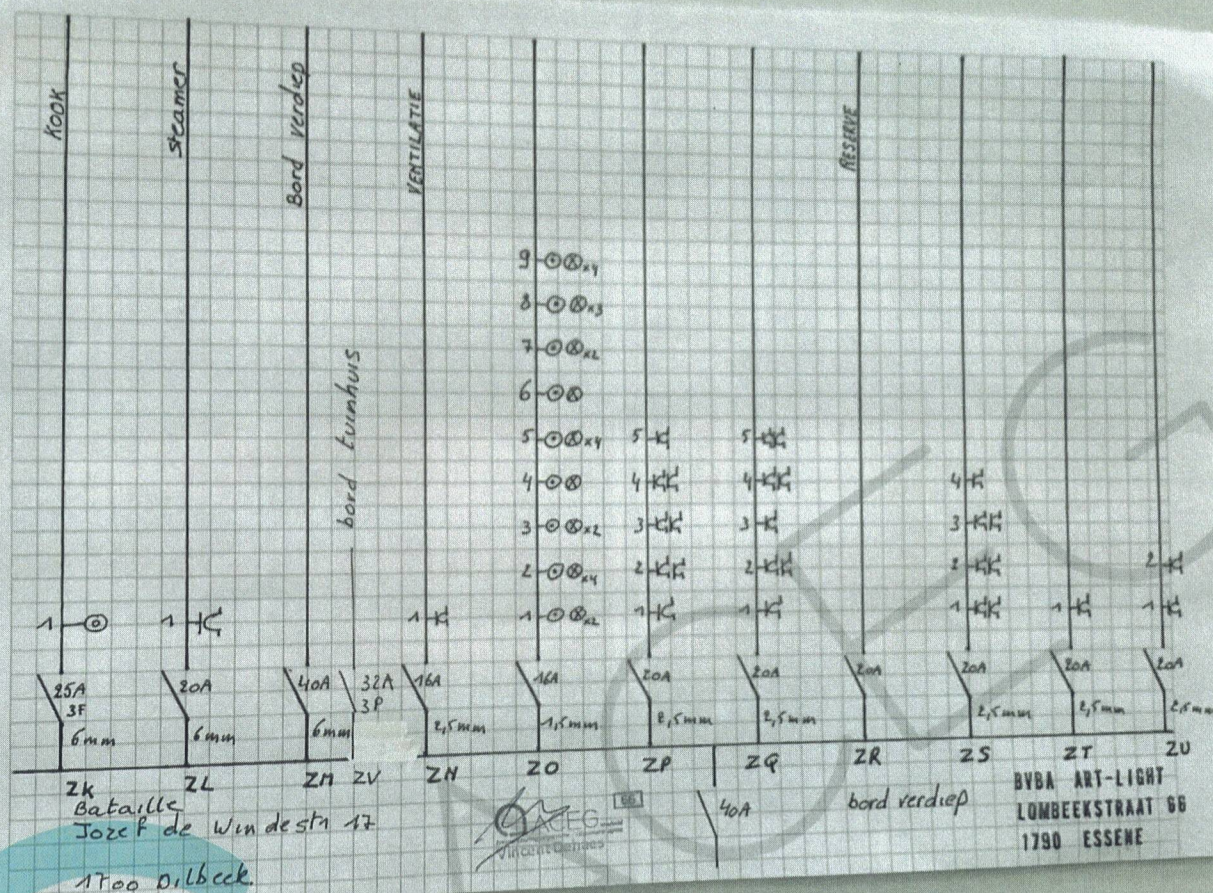 KOOK
steamer
Bord verdiep
bord tuinhuis
VENTILATIE
RESERVE
9 x4
8 x3
7 x2
6
5 x4
4
3 x2
2 x4
1 x2
5
4
3
2
1
5
4
3
2
1
4
3
2
1
1
2
1
1
1
1
25A
3F
6mm
20A
6mm
40A
6mm
32A
3P
16A
2,5mm
16A
1,5mm
20A
2,5mm
20A
2,5mm
20A
20A
2,5mm
20A
2,5mm
20A
2,5mm
ZK
ZL
ZM
ZV
ZN
ZO
ZP
ZQ
ZR
ZS
ZT
ZU
Bataille
Jozef de Windestr 17
1700 Dilbeek.
ACEG
66
40A
bord verdiep
BVBA ART-LIGHT
LOMBEEKSTRAAT 66
1790 ESSENE